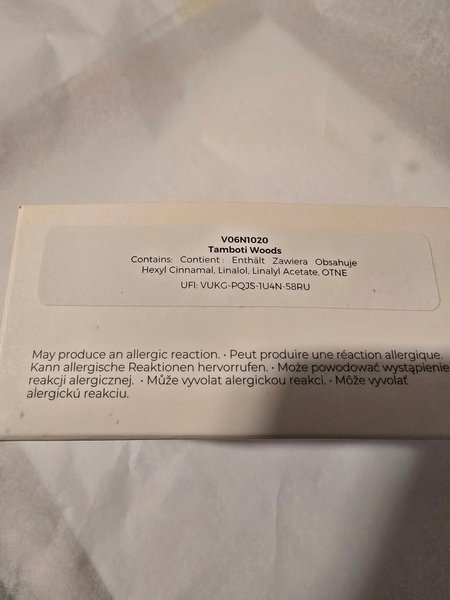 V06N1020
Tamboti Woods
Contains: Contient : Enthält Zawiera Obsahuje
Hexyl Cinnamal, Linalol, Linalyl Acetate, OTNE
UFI: VUKG-PQJS-1U4N-58RU
May produce an allergic reaction. • Peut produire une réaction allergique.
Kann allergische Reaktionen hervorrufen. • Może powodować wystąpienie
reakcji alergicznej. • Může vyvolat alergickou reakci. • Môže vyvolať
alergickú reakciu.